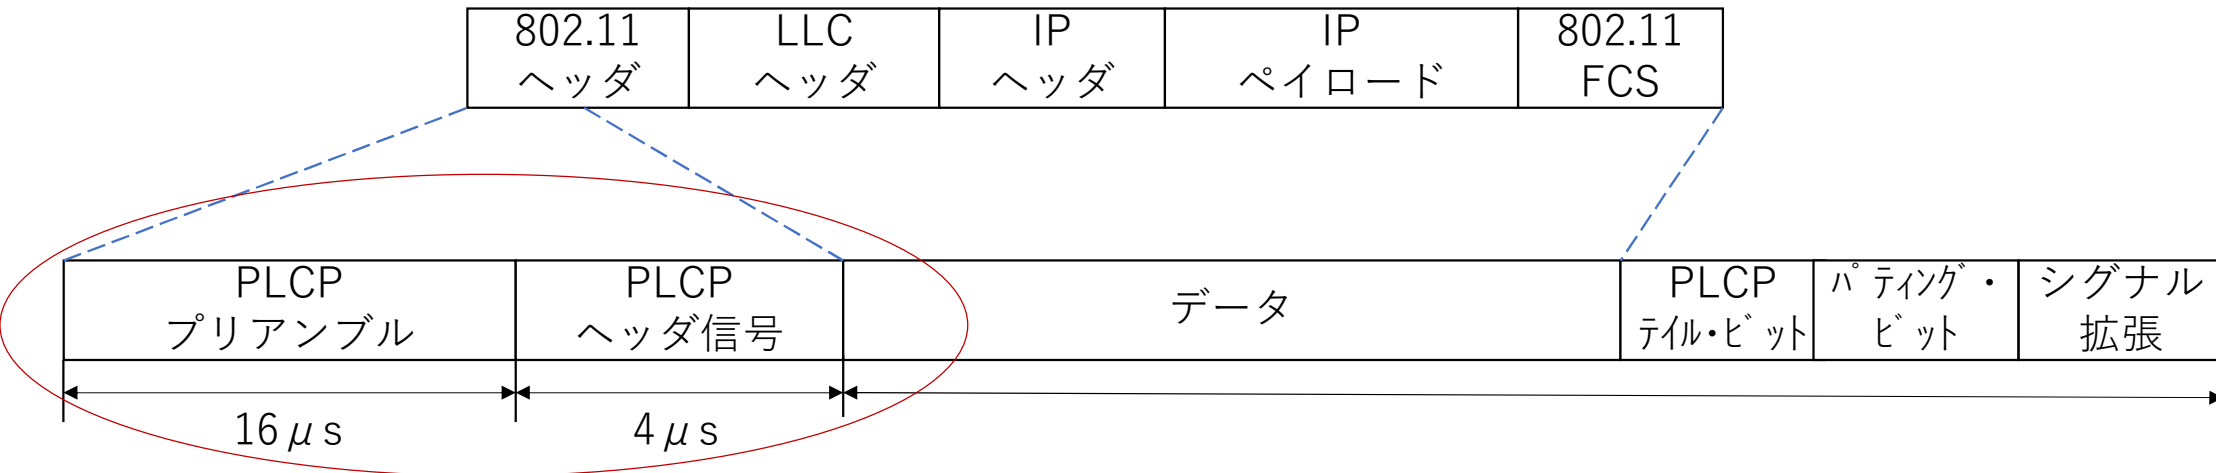 802.11
ヘッダ
LLC
ヘッダ
IP
ヘッダ
IP
ペイロード
802.11
FCS
PLCP
プリアンブル
PLCP
ヘッダ信号
データ
PLCP
ﾃｲﾙ･ﾋﾞｯﾄ
ﾊﾟﾃｨﾝｸﾞ･
ﾋﾞｯﾄ
シグナル
拡張
16μs
4μs